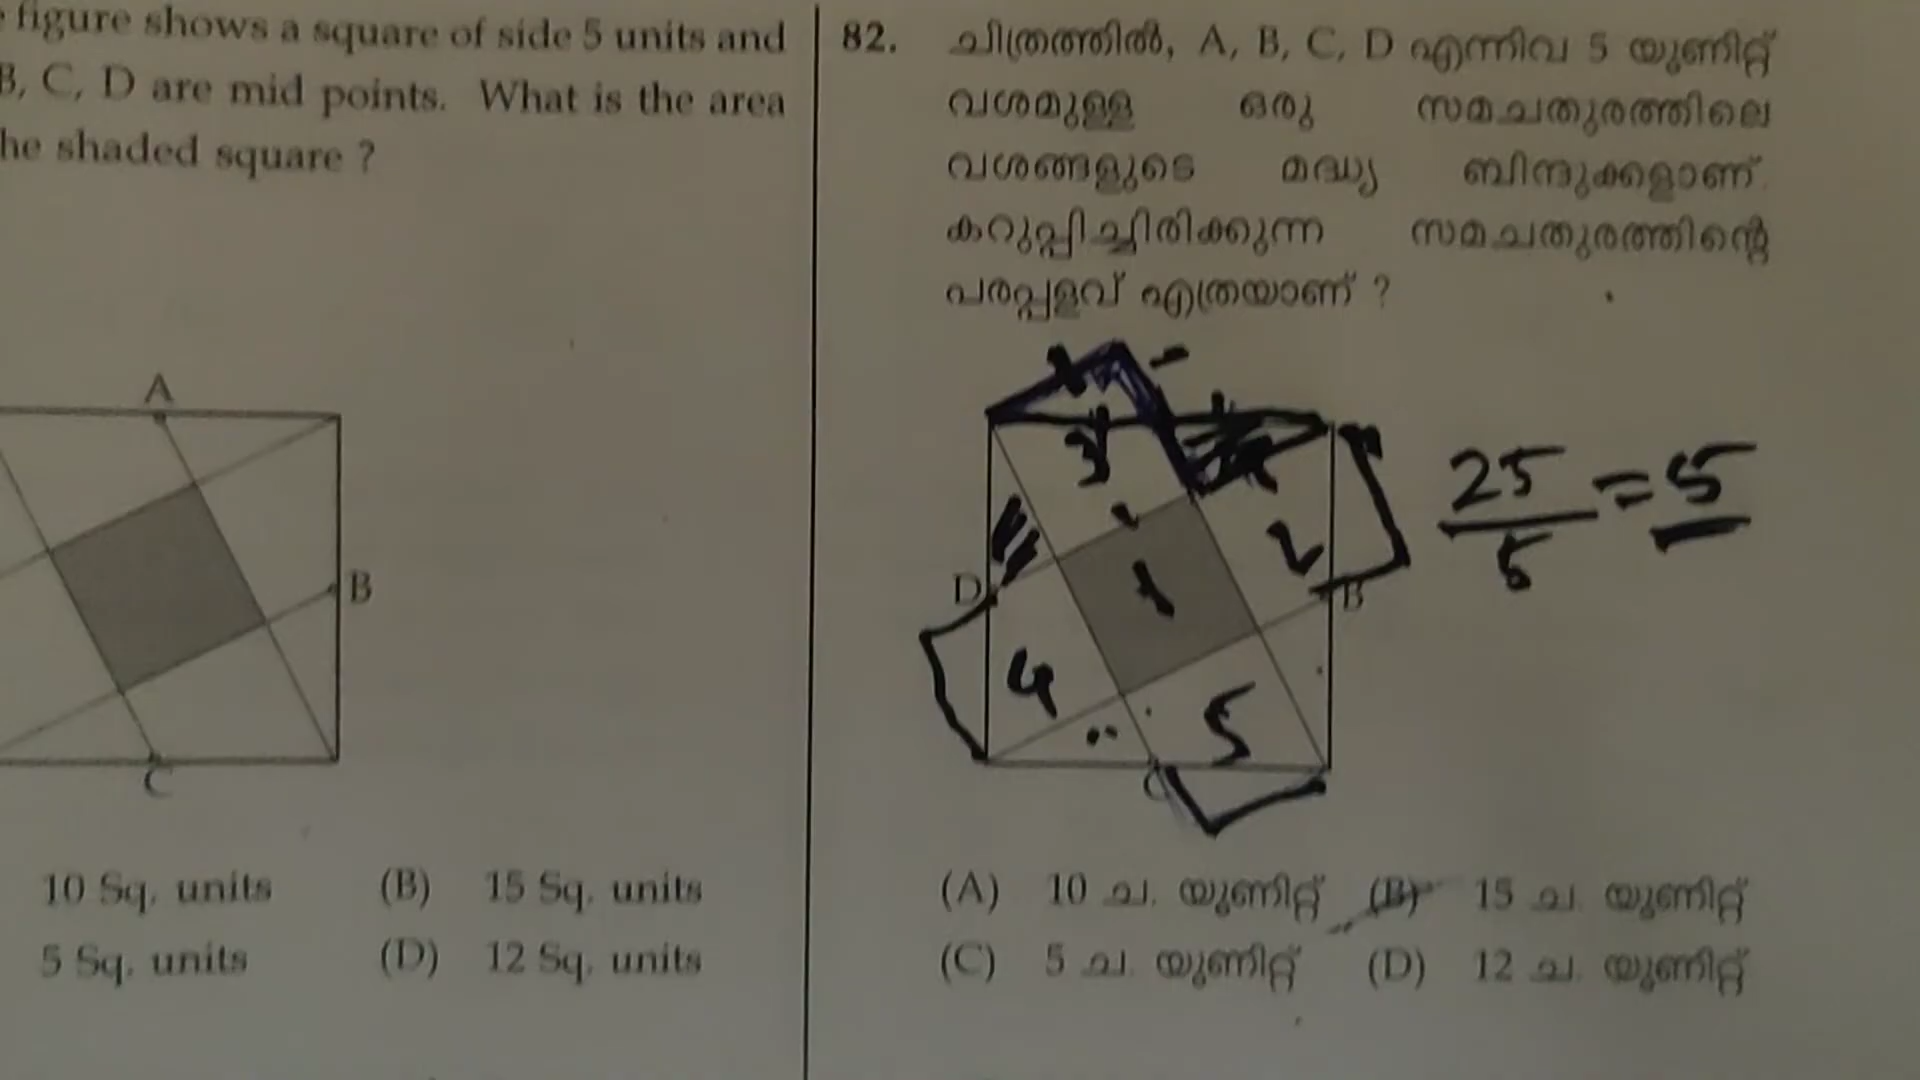 figure shows a square of side 5 units and
B, C, D are mid points. What is the area
he shaded square ?
A
B
C
10 Sq. units (B) 15 Sq. units
5 Sq. units (D) 12 Sq. units
82. ചിത്രത്തിൽ, A, B, C, D എന്നിവ 5 യൂണിറ്റ്
വശമുള്ള ഒരു സമചതുരത്തിലെ
വശങ്ങളുടെ മദ്ധ്യ ബിന്ദുക്കളാണ്.
കറുപ്പിച്ചിരിക്കുന്ന സമചതുരത്തിന്റെ
പരപ്പളവ് എത്രയാണ് ?
3
2
1
D
B
4
5
C
25/5 = 5
(A) 10 ച. യൂണിറ്റ് (B) 15 ച. യൂണിറ്റ്
(C) 5 ച. യൂണിറ്റ് (D) 12 ച. യൂണിറ്റ്